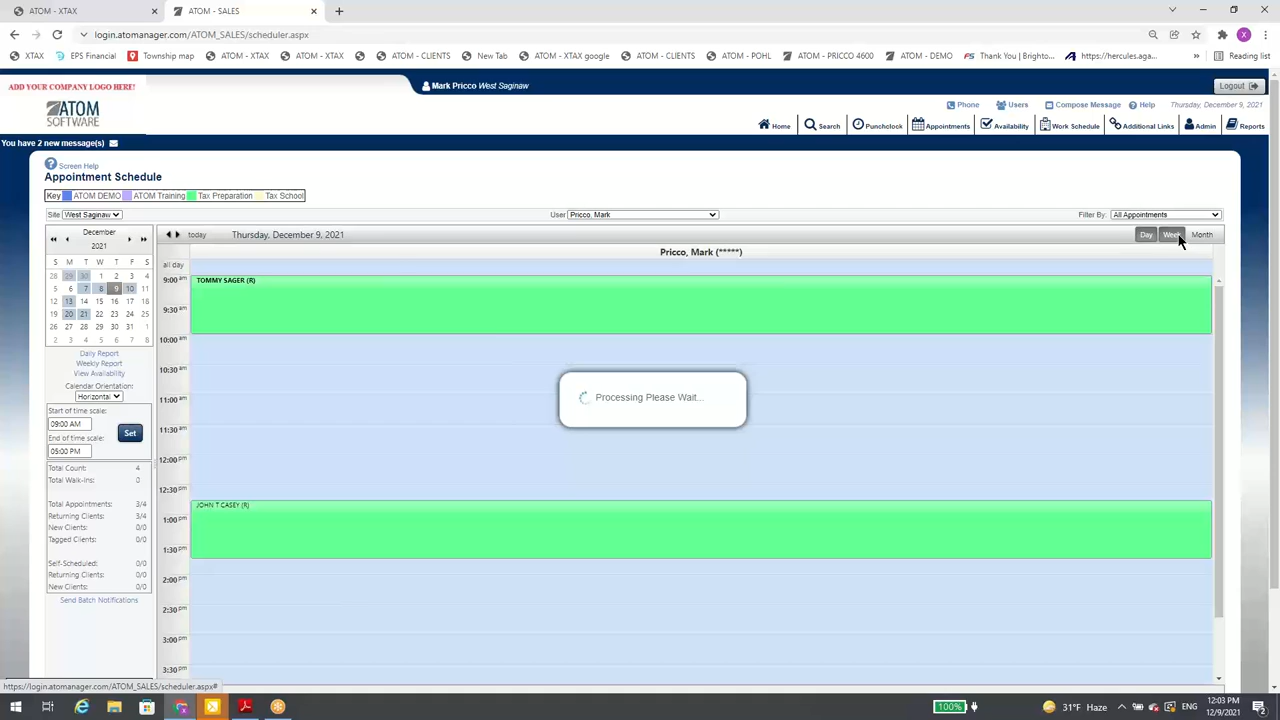 ATOM - XTAX
ATOM - SALES
login.atomanager.com/ATOM_SALES/scheduler.aspx
XTAX
EPS Financial
Township map
ATOM - XTAX
ATOM - XTAX
ATOM - CLIENTS
New Tab
ATOM - XTAX google
ATOM - CLIENTS
ATOM - POHL
ATOM - PRICCO 4600
ATOM - DEMO
Thank You | Brighto...
https://hercules.aga...
Reading list
ADD YOUR COMPANY LOGO HERE!
ATOM
SOFTWARE
Mark Pricco West Saginaw
Logout
Phone
Users
Compose Message
Help
Thursday, December 9, 2021
Home
Search
Punchclock
Appointments
Availability
Work Schedule
Additional Links
Admin
Reports
You have 2 new message(s)
Screen Help
Appointment Schedule
Key ATOM DEMO ATOM Training Tax Preparation Tax School
Site West Saginaw
User Pricco, Mark
Filter By: All Appointments
December
2021
S M T W T F S
28 29 30 1 2 3 4
5 6 7 8 9 10 11
12 13 14 15 16 17 18
19 20 21 22 23 24 25
26 27 28 29 30 31 1
2 3 4 5 6 7 8
Daily Report
Weekly Report
View Availability
Calendar Orientation:
Horizontal
Start of time scale:
09:00 AM
Set
End of time scale:
05:00 PM
Total Count: 4
Total Walk-Ins: 0
Total Appointments: 3/4
Returning Clients: 3/4
New Clients: 0/0
Tagged Clients: 0/0
Self-Scheduled: 0/0
Returning Clients: 0/0
New Clients: 0/0
Send Batch Notifications
today
Thursday, December 9, 2021
Day
Week
Month
Pricco, Mark (*****)
all day
9:00 am
TOMMY SAGER (R)
9:30 am
10:00 am
10:30 am
11:00 am
11:30 am
12:00 pm
12:30 pm
JOHN T CASEY (R)
1:00 pm
1:30 pm
2:00 pm
2:30 pm
3:00 pm
3:30 pm
Processing Please Wait...
https://login.atomanager.com/ATOM_SALES/scheduler.aspx#
100%
31°F Haze
ENG
12:03 PM
12/9/2021
2